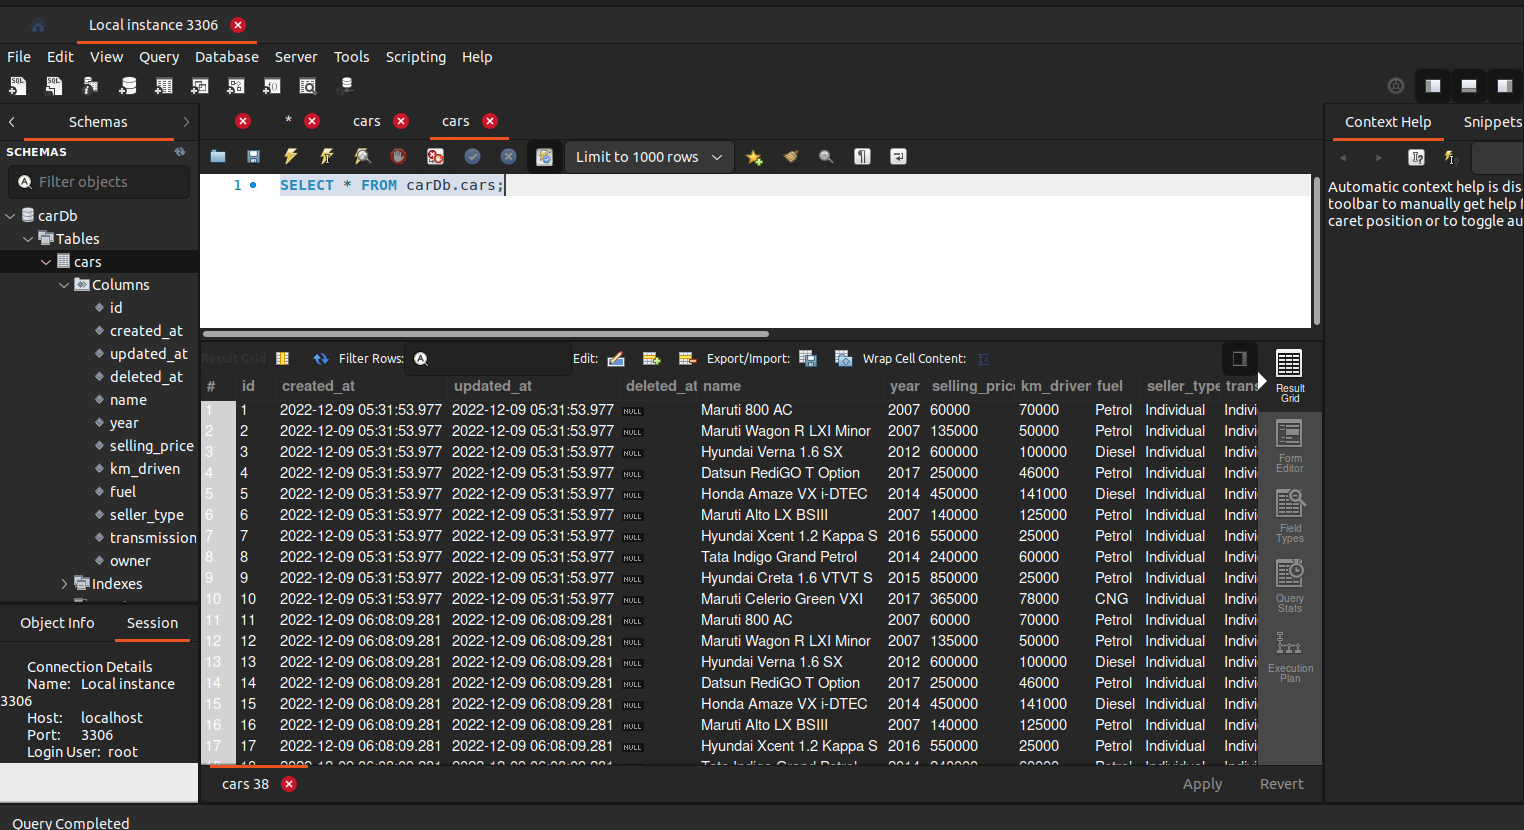 Local instance 3306
File Edit View Query Database Server Tools Scripting Help
Schemas
SCHEMAS
Filter objects
carDb
Tables
cars
Columns
id
created_at
updated_at
deleted_at
name
year
selling_price
km_driven
fuel
seller_type
transmission
owner
Indexes
Object Info Session
Connection Details
Name: Local instance
3306
Host: localhost
Port: 3306
Login User: root
* cars cars
Limit to 1000 rows
1 SELECT * FROM carDb.cars;
Filter Rows: Edit: Export/Import: Wrap Cell Content:
# id created_at updated_at deleted_at name year selling_price km_driver fuel seller_type trans
1 1 2022-12-09 05:31:53.977 2022-12-09 05:31:53.977 NULL Maruti 800 AC 2007 60000 70000 Petrol Individual Indivi
2 2 2022-12-09 05:31:53.977 2022-12-09 05:31:53.977 NULL Maruti Wagon R LXI Minor 2007 135000 50000 Petrol Individual Indivi
3 3 2022-12-09 05:31:53.977 2022-12-09 05:31:53.977 NULL Hyundai Verna 1.6 SX 2012 600000 100000 Diesel Individual Indivi
4 4 2022-12-09 05:31:53.977 2022-12-09 05:31:53.977 NULL Datsun RediGO T Option 2017 250000 46000 Petrol Individual Indivi
5 5 2022-12-09 05:31:53.977 2022-12-09 05:31:53.977 NULL Honda Amaze VX i-DTEC 2014 450000 141000 Diesel Individual Indivi
6 6 2022-12-09 05:31:53.977 2022-12-09 05:31:53.977 NULL Maruti Alto LX BSIII 2007 140000 125000 Petrol Individual Indivi
7 7 2022-12-09 05:31:53.977 2022-12-09 05:31:53.977 NULL Hyundai Xcent 1.2 Kappa S 2016 550000 25000 Petrol Individual Indivi
8 8 2022-12-09 05:31:53.977 2022-12-09 05:31:53.977 NULL Tata Indigo Grand Petrol 2014 240000 60000 Petrol Individual Indivi
9 9 2022-12-09 05:31:53.977 2022-12-09 05:31:53.977 NULL Hyundai Creta 1.6 VTVT S 2015 850000 25000 Petrol Individual Indivi
10 10 2022-12-09 05:31:53.977 2022-12-09 05:31:53.977 NULL Maruti Celerio Green VXI 2017 365000 78000 CNG Individual Indivi
11 11 2022-12-09 06:08:09.281 2022-12-09 06:08:09.281 NULL Maruti 800 AC 2007 60000 70000 Petrol Individual Indivi
12 12 2022-12-09 06:08:09.281 2022-12-09 06:08:09.281 NULL Maruti Wagon R LXI Minor 2007 135000 50000 Petrol Individual Indivi
13 13 2022-12-09 06:08:09.281 2022-12-09 06:08:09.281 NULL Hyundai Verna 1.6 SX 2012 600000 100000 Diesel Individual Indivi
14 14 2022-12-09 06:08:09.281 2022-12-09 06:08:09.281 NULL Datsun RediGO T Option 2017 250000 46000 Petrol Individual Indivi
15 15 2022-12-09 06:08:09.281 2022-12-09 06:08:09.281 NULL Honda Amaze VX i-DTEC 2014 450000 141000 Diesel Individual Indivi
16 16 2022-12-09 06:08:09.281 2022-12-09 06:08:09.281 NULL Maruti Alto LX BSIII 2007 140000 125000 Petrol Individual Indivi
17 17 2022-12-09 06:08:09.281 2022-12-09 06:08:09.281 NULL Hyundai Xcent 1.2 Kappa S 2016 550000 25000 Petrol Individual Indivi
Result
Grid
Form
Editor
Field
Types
Query
Stats
Execution
Plan
cars 38 Apply Revert
Context Help Snippets
Automatic context help is dis
toolbar to manually get help f
caret position or to toggle au
Query Completed